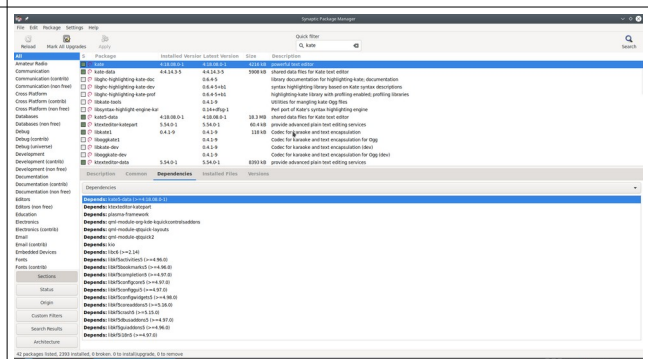 Synaptic Package Manager
File Edit Package Settings Help
Quick filter
Reload Mark All Upgrades Apply kate Search
All
Amateur Radio
Communication
Communication (contrib)
Communication (non free)
Cross Platform
Cross Platform (contrib)
Cross Platform (non free)
Databases
Databases (non free)
Debug
Debug (contrib)
Debug (universe)
Development
Development (contrib)
Development (non free)
Documentation
Documentation (contrib)
Documentation (non free)
Editors
Editors (non free)
Education
Electronics
Electronics (contrib)
Email
Email (contrib)
Embedded Devices
Fonts
Fonts (contrib)
Sections
Status
Origin
Custom Filters
Search Results
Architecture
S Package Installed Version Latest Version Size Description
kate 4:18.08.0-1 4:18.08.0-1 4216 kB powerful text editor
kate-data 4:4.14.3-5 4:4.14.3-5 5908 kB shared data files for Kate text editor
libghc-highlighting-kate-doc 0.6.4-5 library documentation for highlighting-kate; documentation
libghc-highlighting-kate-dev 0.6.4-5+b1 syntax highlighting library based on Kate syntax descriptions
libghc-highlighting-kate-prof 0.6.4-5+b1 highlighting-kate library with profiling enabled; profiling libraries
libkate-tools 0.4.1-9 Utilities for mangling kate Ogg files
libsyntax-highlight-engine-kat 0.14+dfsg-1 Perl port of Kate's syntax highlighting engine
kate5-data 4:18.08.0-1 4:18.08.0-1 18.3 MB shared data files for Kate text editor
ktexteditor-katepart 5.54.0-1 5.54.0-1 60.4 kB provide advanced plain text editing services
libkate1 0.4.1-9 0.4.1-9 118 kB Codec for karaoke and text encapsulation
liboggkate1 0.4.1-9 Codec for karaoke and text encapsulation for Ogg
libkate-dev 0.4.1-9 Codec for karaoke and text encapsulation (dev)
liboggkate-dev 0.4.1-9 Codec for karaoke and text encapsulation for Ogg (dev)
ktexteditor-data 5.54.0-1 5.54.0-1 8393 kB provide advanced plain text editing services
Description Common Dependencies Installed Files Versions
Dependencies
Depends: kate5-data (>=4:18.08.0-1)
Depends: ktexteditor-katepart
Depends: plasma-framework
Depends: qml-module-org-kde-kquickcontrolsaddons
Depends: qml-module-qtquick-layouts
Depends: qml-module-qtquick2
Depends: kio
Depends: libc6 (>=2.14)
Depends: libkf5activities5 (>=4.96.0)
Depends: libkf5bookmarks5 (>=4.96.0)
Depends: libkf5completion5 (>=4.97.0)
Depends: libkf5configcore5 (>=4.97.0)
Depends: libkf5configgui5 (>=4.97.0)
Depends: libkf5configwidgets5 (>=4.98.0)
Depends: libkf5coreaddons5 (>=5.16.0)
Depends: libkf5crash5 (>=5.15.0)
Depends: libkf5dbusaddons5 (>=4.97.0)
Depends: libkf5guiaddons5 (>=4.96.0)
Depends: libkf5i18n5 (>=4.97.0)
42 packages listed, 2393 installed, 0 broken. 0 to install/upgrade, 0 to remove